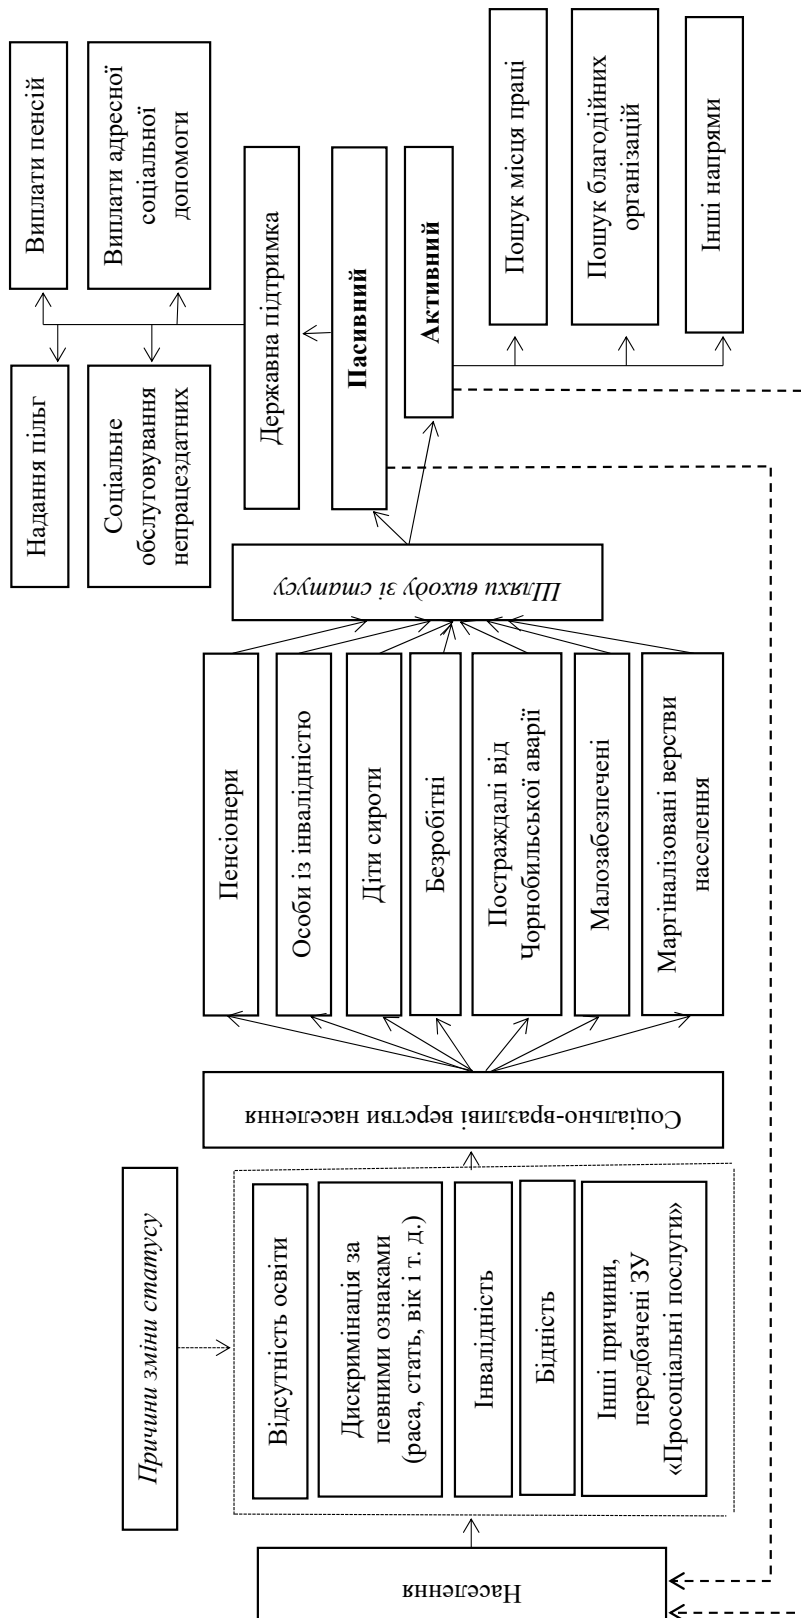 Населення
Причини зміни статусу
Відсутність освіти
Дискримінація за
певними ознаками
(раса, стать, вік і т. д.)
Інвалідність
Бідність
Інші причини,
передбачені ЗУ
«Просоціальні послуги»
Соціально-вразливі верстви населення
Пенсіонери
Особи із інвалідністю
Діти сироти
Безробітні
Постраждалі від
Чорнобильської аварії
Малозабезпечені
Маргіналізовані верстви
населення
Шляхи виходу зі статусу
Пасивний
Активний
Державна підтримка
Надання пільг
Соціальне
обслуговування
непрацездатних
Виплати пенсій
Виплати адресної
соціальної
допомоги
Пошук місця праці
Пошук благодійних
організацій
Інші напрями